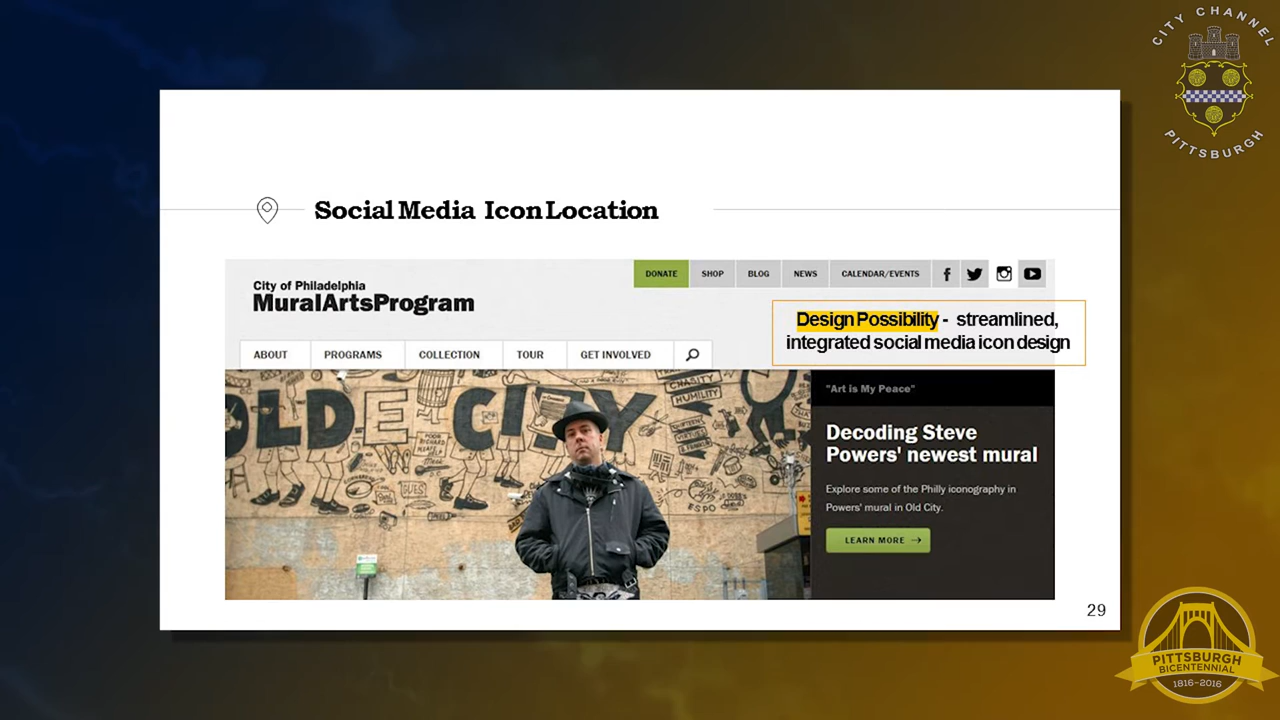 CITY CHANNEL
PITTSBURGH
Social Media Icon Location
City of Philadelphia
MuralArtsProgram
DONATE SHOP BLOG NEWS CALENDAR/EVENTS
Design Possibility - streamlined,
integrated social media icon design
ABOUT PROGRAMS COLLECTION TOUR GET INVOLVED
OLDE CITY
CHARITY
HUMILITY
ESPO
"Art is My Peace"
Decoding Steve
Powers' newest mural
Explore some of the Philly iconography in
Powers' mural in Old City.
LEARN MORE →
29
PITTSBURGH
BICENTENNIAL
1816-2016